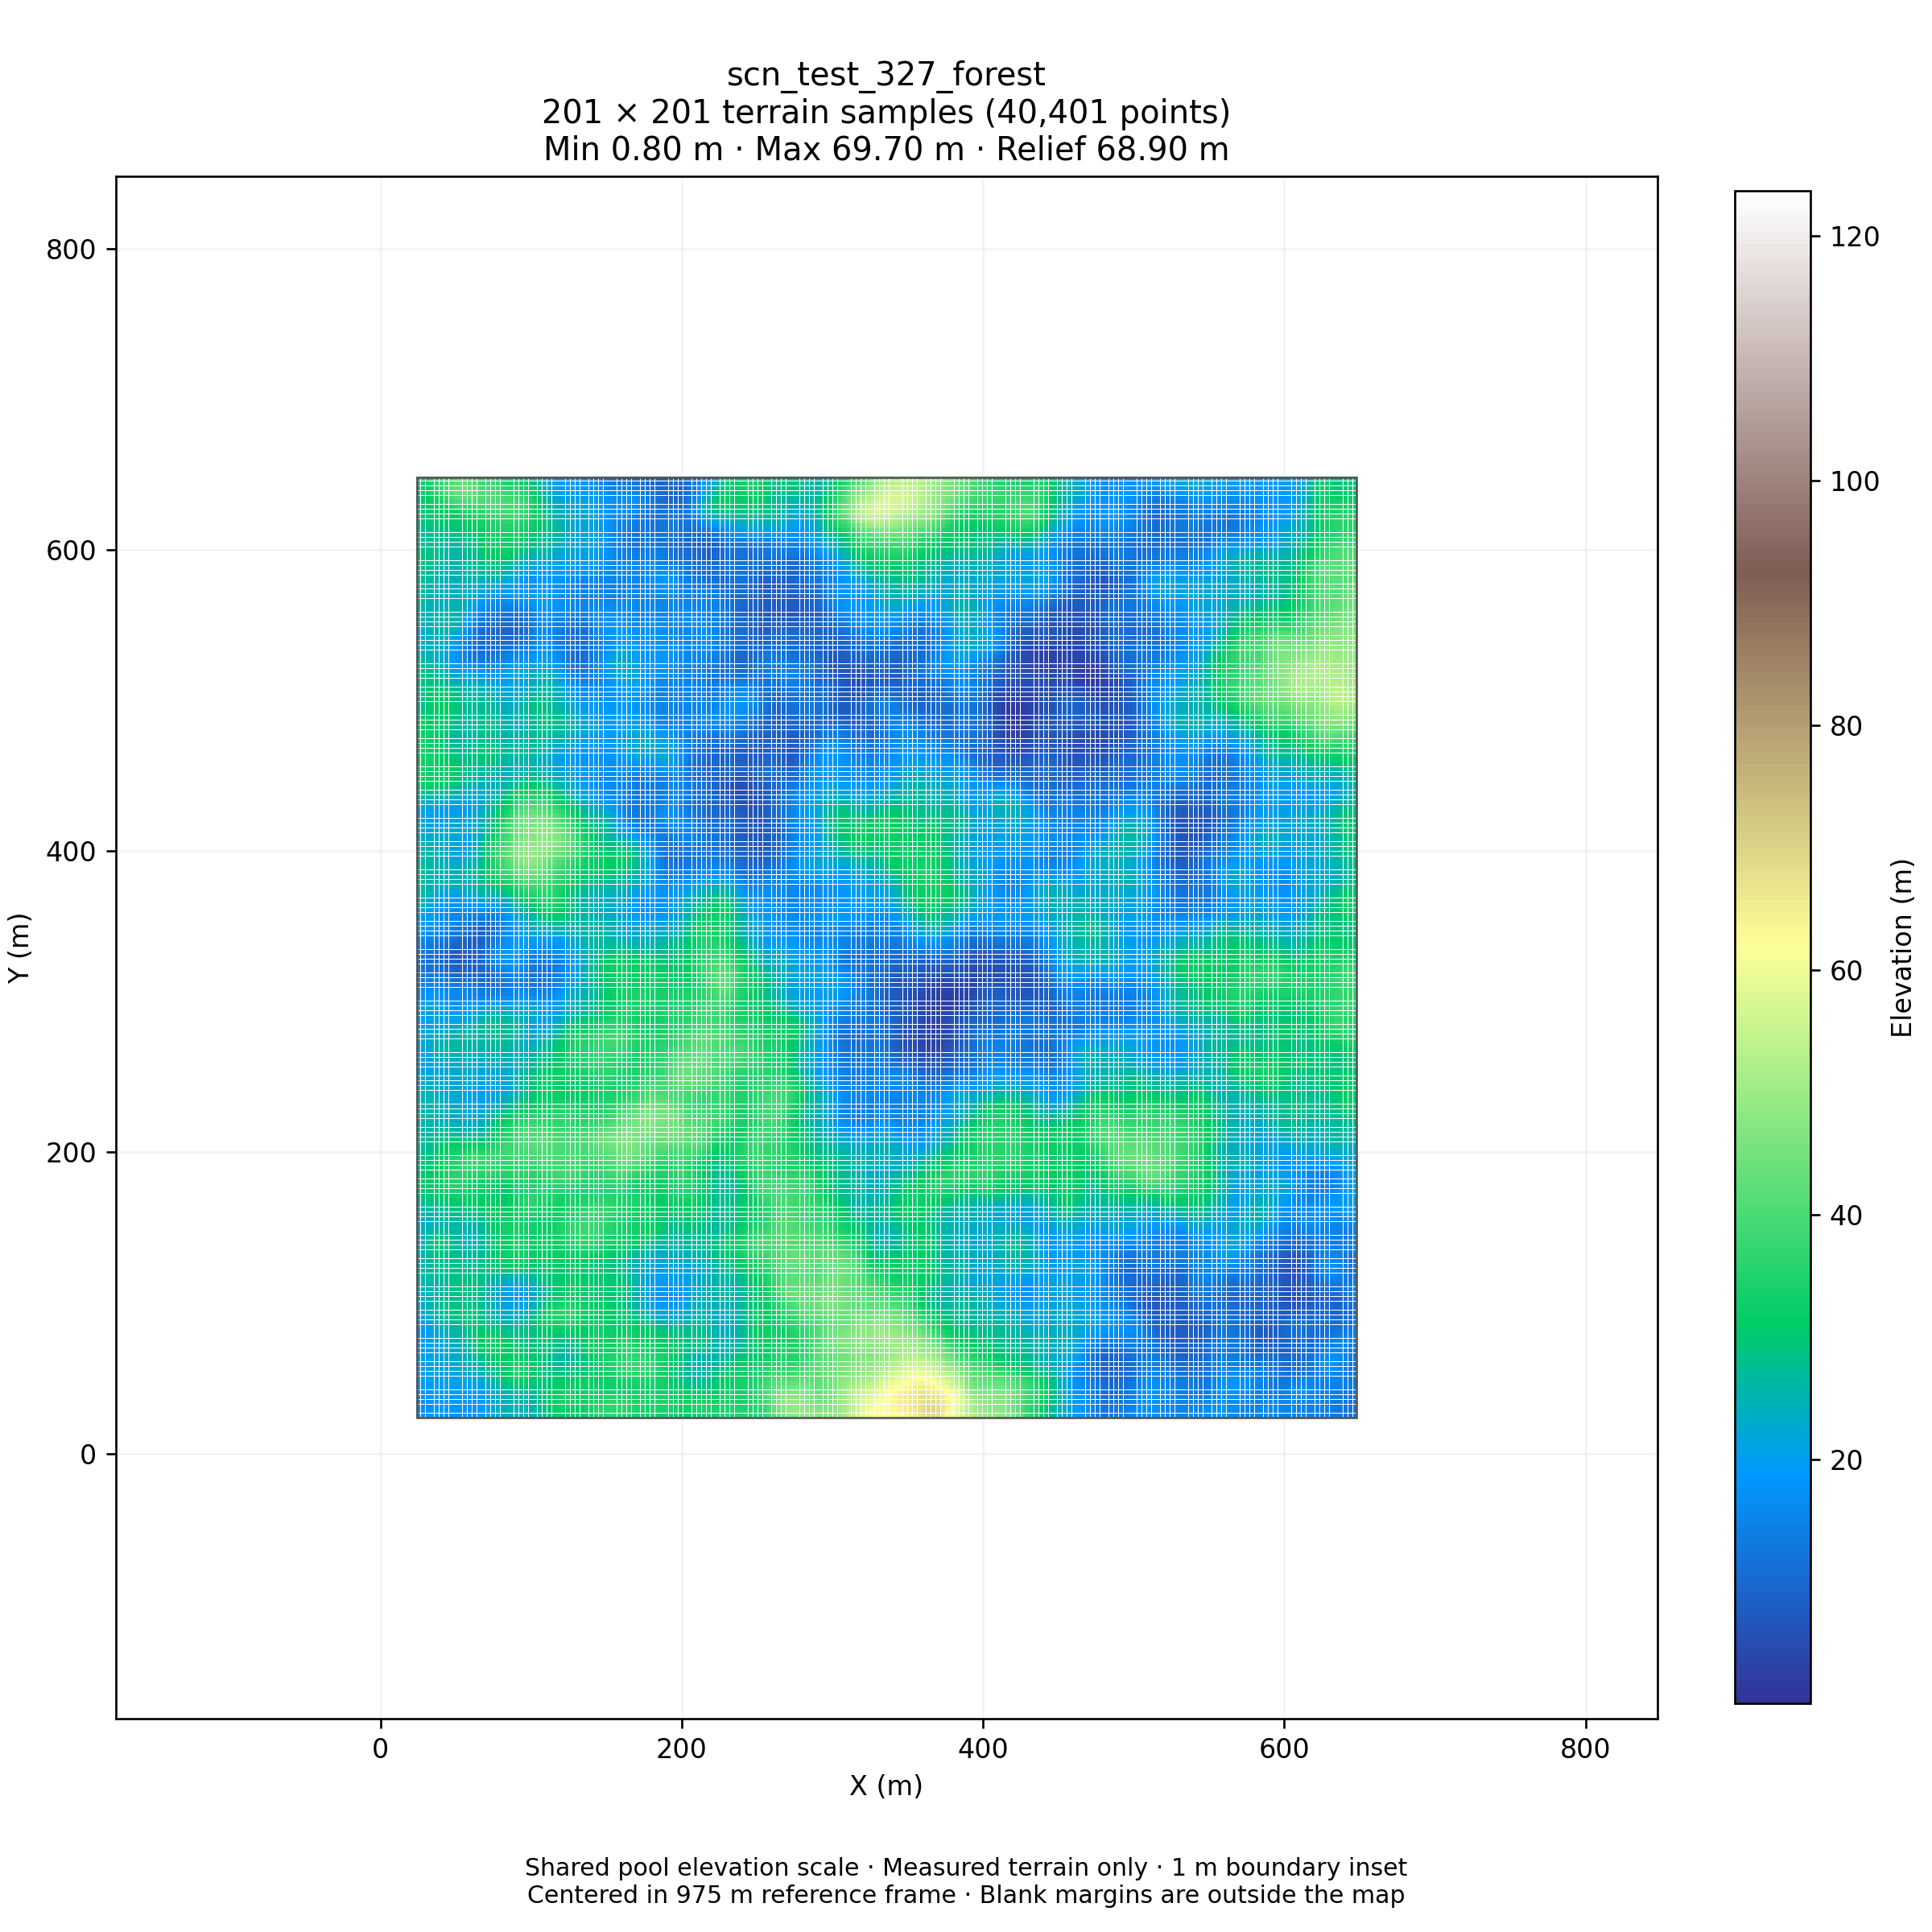 scn_test_327_forest
201 × 201 terrain samples (40,401 points)
Min 0.80 m · Max 69.70 m · Relief 68.90 m
800
600
400
200
0
Y (m)
0
200
400
600
800
X (m)
120
100
80
60
40
20
Elevation (m)
Shared pool elevation scale · Measured terrain only · 1 m boundary inset
Centered in 975 m reference frame · Blank margins are outside the map